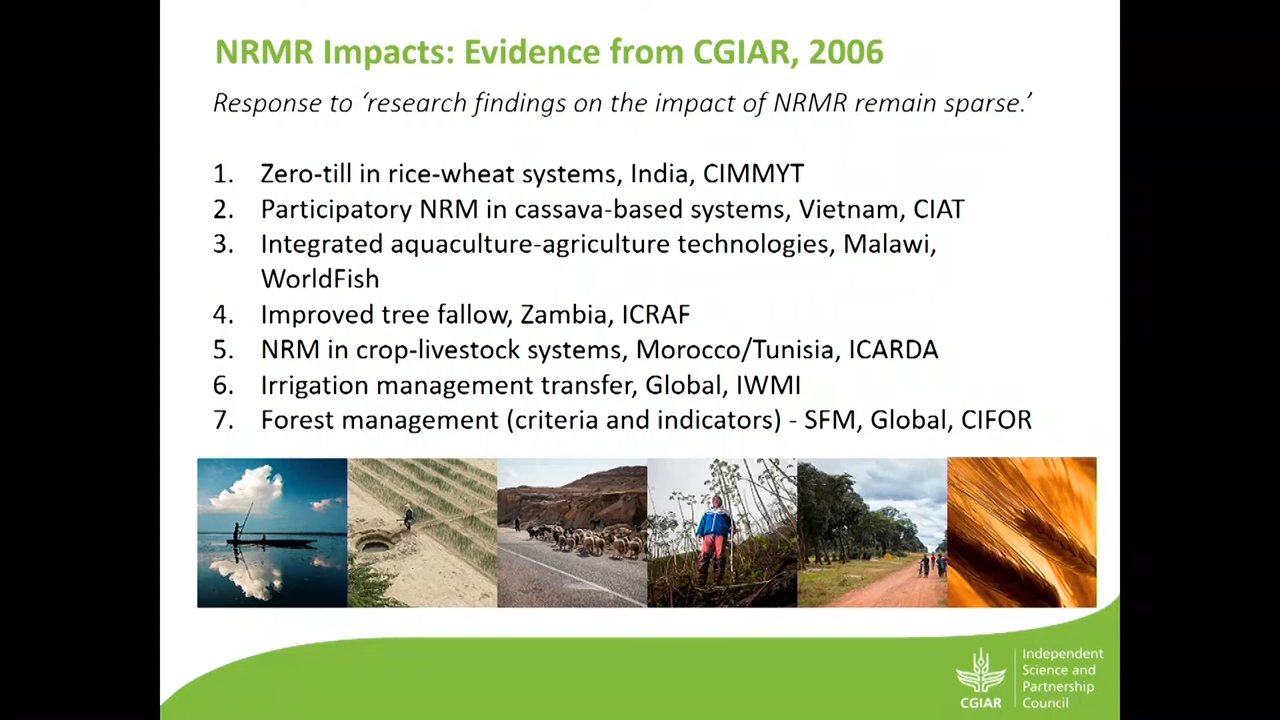 NRMR Impacts: Evidence from CGIAR, 2006
Response to ‘research findings on the impact of NRMR remain sparse.’
1. Zero-till in rice-wheat systems, India, CIMMYT
2. Participatory NRM in cassava-based systems, Vietnam, CIAT
3. Integrated aquaculture-agriculture technologies, Malawi,
WorldFish
4. Improved tree fallow, Zambia, ICRAF
5. NRM in crop-livestock systems, Morocco/Tunisia, ICARDA
6. Irrigation management transfer, Global, IWMI
7. Forest management (criteria and indicators) - SFM, Global, CIFOR
CGIAR
Independent
Science and
Partnership
Council